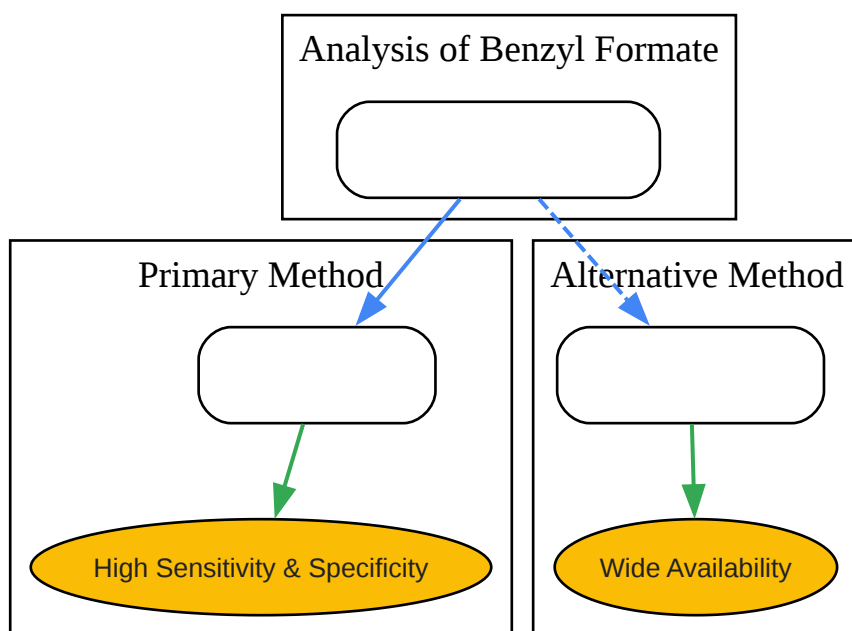 Analysis of Benzyl Formate
Primary Method
Alternative Method
High Sensitivity & Specificity
Wide Availability